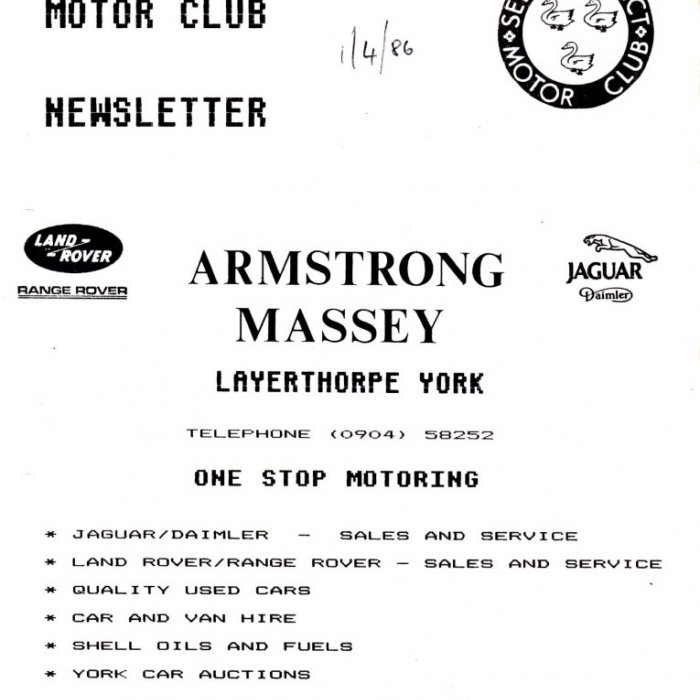 MOTOR CLUB
1/4/86
MOTOR CLUB
NEWSLETTER
LAND ROVER
RANGE ROVER
ARMSTRONG
MASSEY
JAGUAR
Daimler
LAYERTHORPE YORK
TELEPHONE (0904) 58252
ONE STOP MOTORING
* JAGUAR/DAIMLER - SALES AND SERVICE
* LAND ROVER/RANGE ROVER - SALES AND SERVICE
* QUALITY USED CARS
* CAR AND VAN HIRE
* SHELL OILS AND FUELS
* YORK CAR AUCTIONS